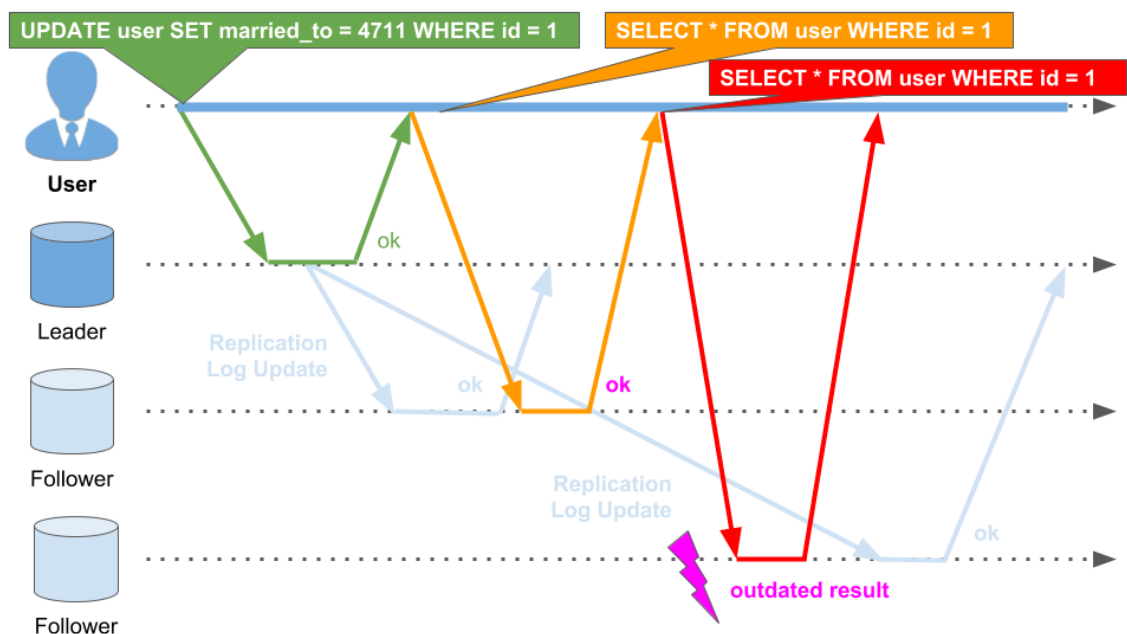 UPDATE user SET married_to = 4711 WHERE id = 1
SELECT * FROM user WHERE id = 1
SELECT * FROM user WHERE id = 1
User
ok
Leader
Replication
Log Update
ok
ok
Follower
Replication
Log Update
ok
outdated result
Follower